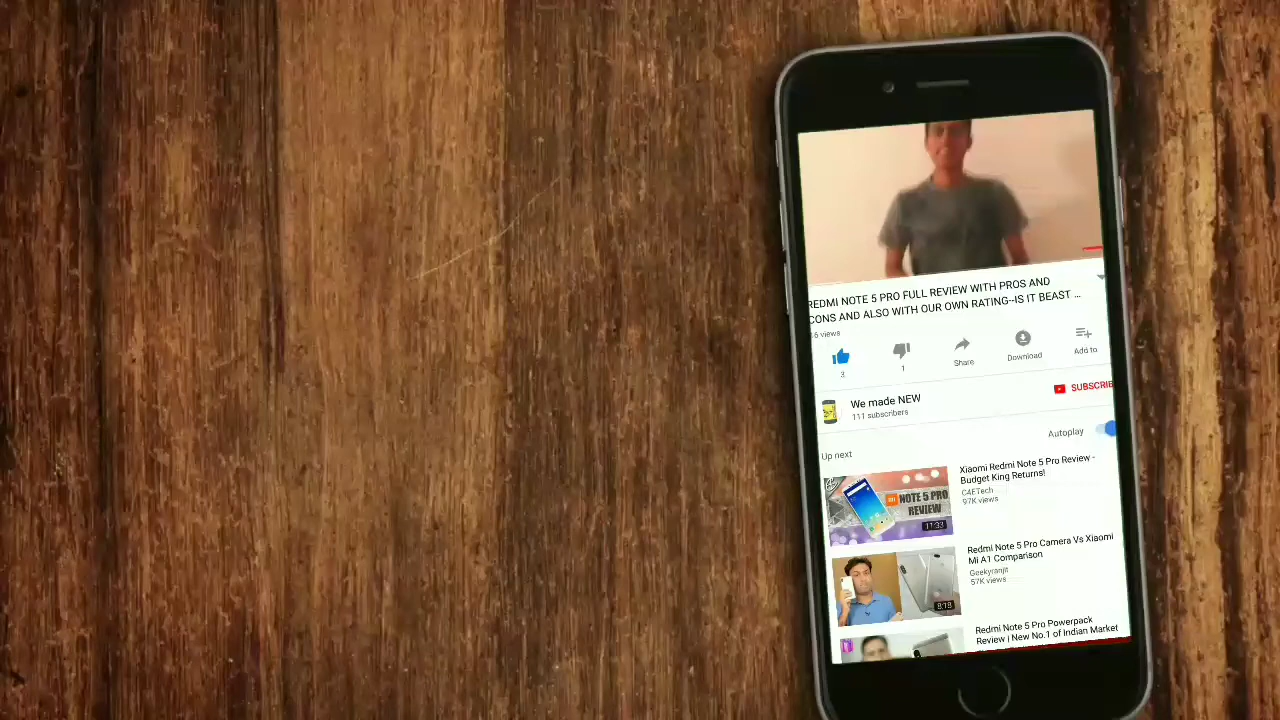 REDMI NOTE 5 PRO FULL REVIEW WITH PROS AND
CONS AND ALSO WITH OUR OWN RATING--IS IT BEAST ...
16 views
3
1
Share
Download
Add to
We made NEW
111 subscribers
SUBSCRIB
Autoplay
Up next
NOTE 5 PRO
REVIEW
11:33
Xiaomi Redmi Note 5 Pro Review -
Budget King Returns!
C4ETech
97K views
8:18
Redmi Note 5 Pro Camera Vs Xiaomi
Mi A1 Comparison
Geekyranjit
57K views
Redmi Note 5 Pro Powerpack
Review | New No.1 of Indian Market